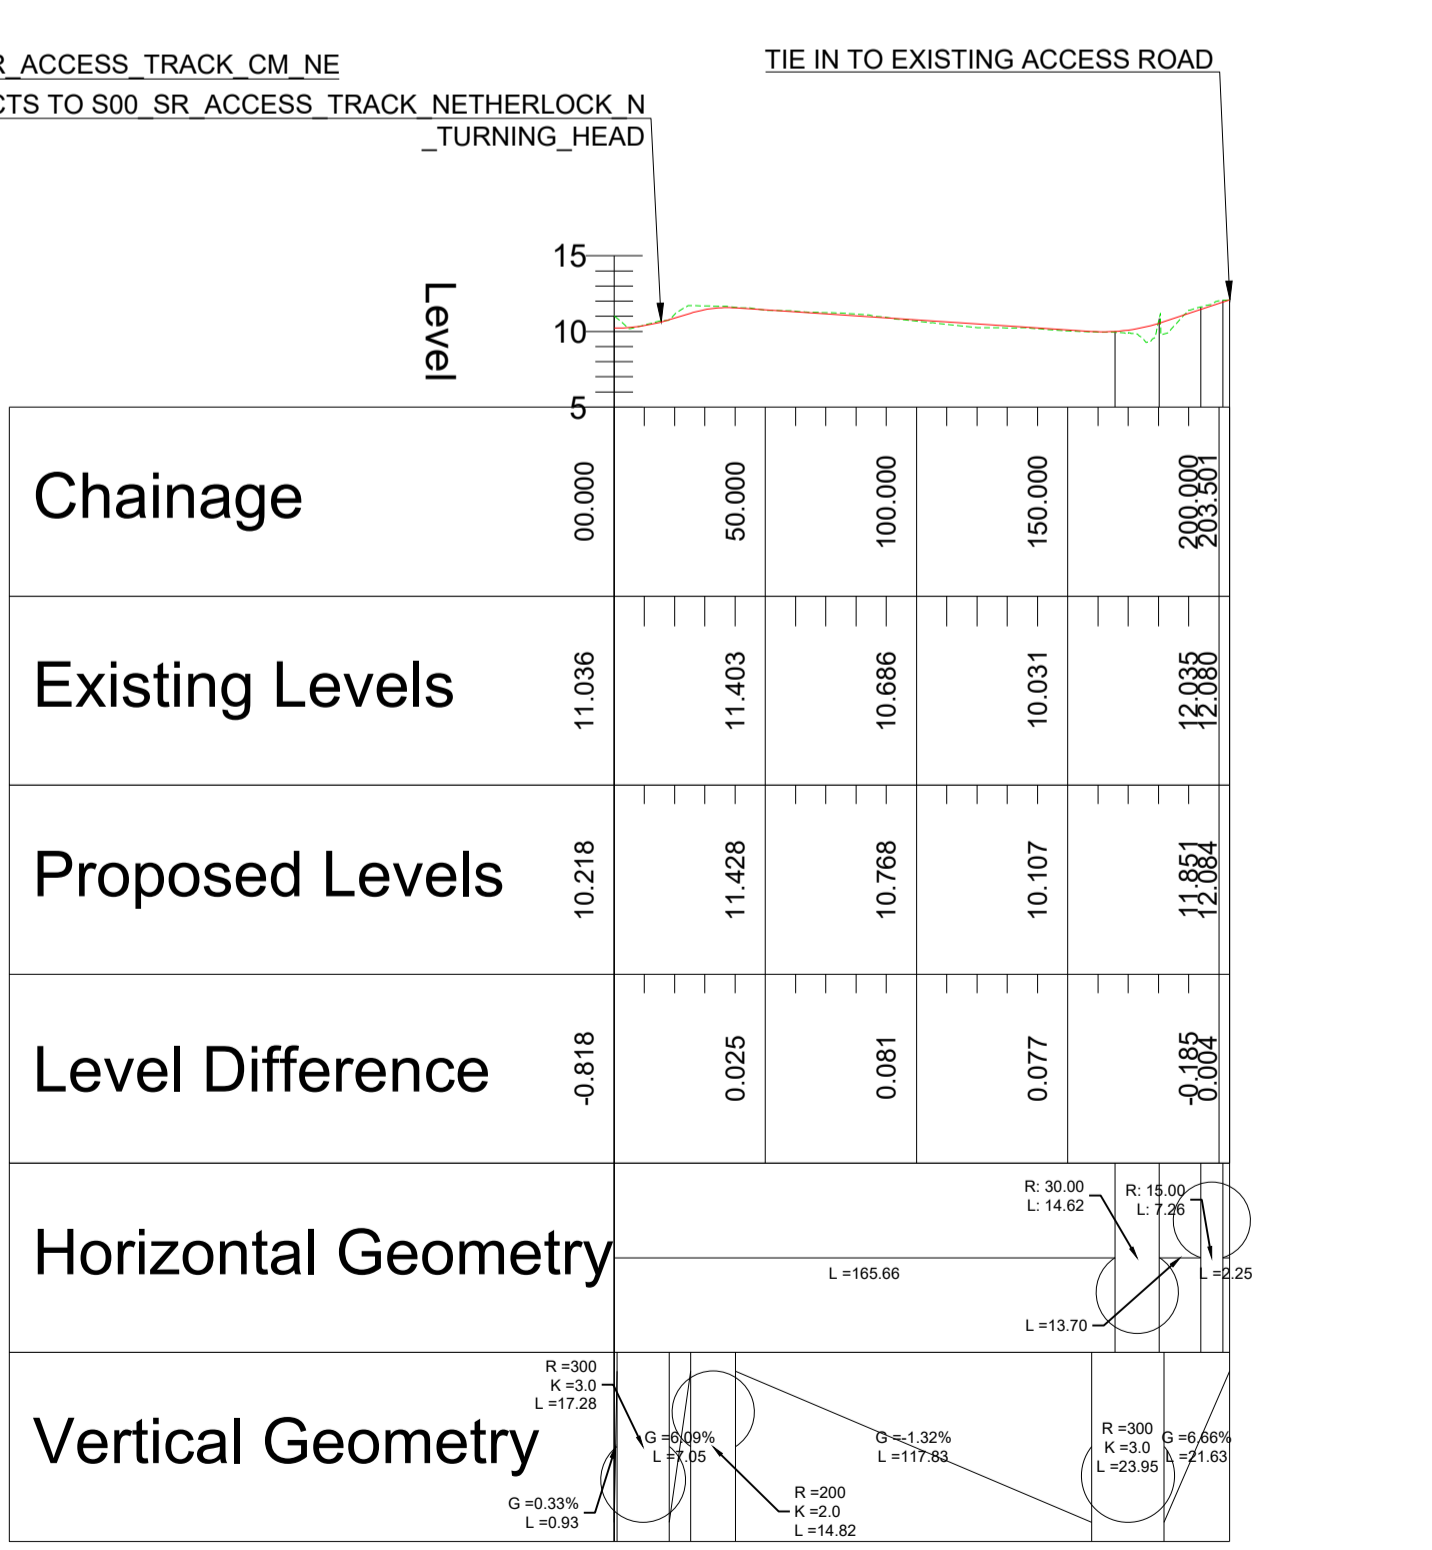 R_ACCESS_TRACK_CM_NE
CTS TO S00_SR_ACCESS_TRACK_NETHERLOCK_N
_TURNING_HEAD
TIE IN TO EXISTING ACCESS ROAD
Level
15
10
5
Chainage
00.000
50.000
100.000
150.000
200.000
203.501
Existing Levels
11.036
11.403
10.686
10.031
12.035
12.080
Proposed Levels
10.218
11.428
10.768
10.107
11.851
12.084
Level Difference
-0.818
0.025
0.081
0.077
-0.185
0.004
Horizontal Geometry
L =165.66
R: 30.00
L: 14.62
L =13.70
R: 15.00
L: 7.26
L =2.25
Vertical Geometry
G =0.33%
L =0.93
R =300
K =3.0
L =17.28
G =6.09%
L =7.05
R =200
K =2.0
L =14.82
G =-1.32%
L =117.83
R =300
K =3.0
L =23.95
G =6.66%
L =21.63